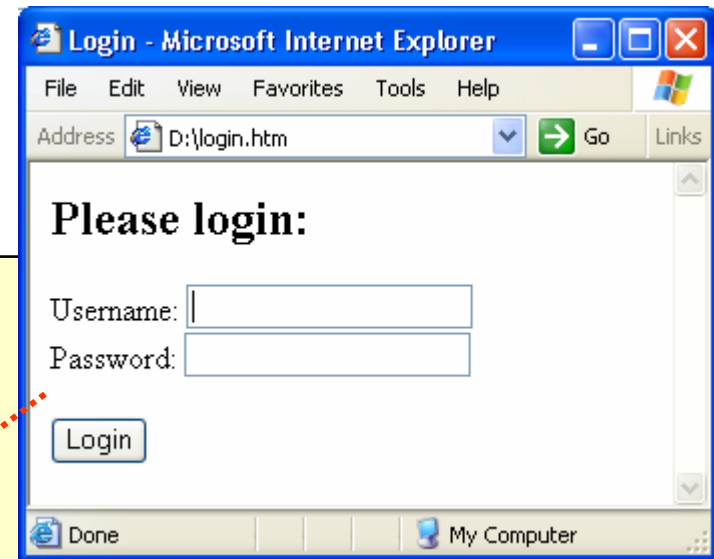 Login - Microsoft Internet Explorer
File Edit View Favorites Tools Help
Address D:\login.htm Go Links
Please login:
Username:
Password:
Login
Done My Computer